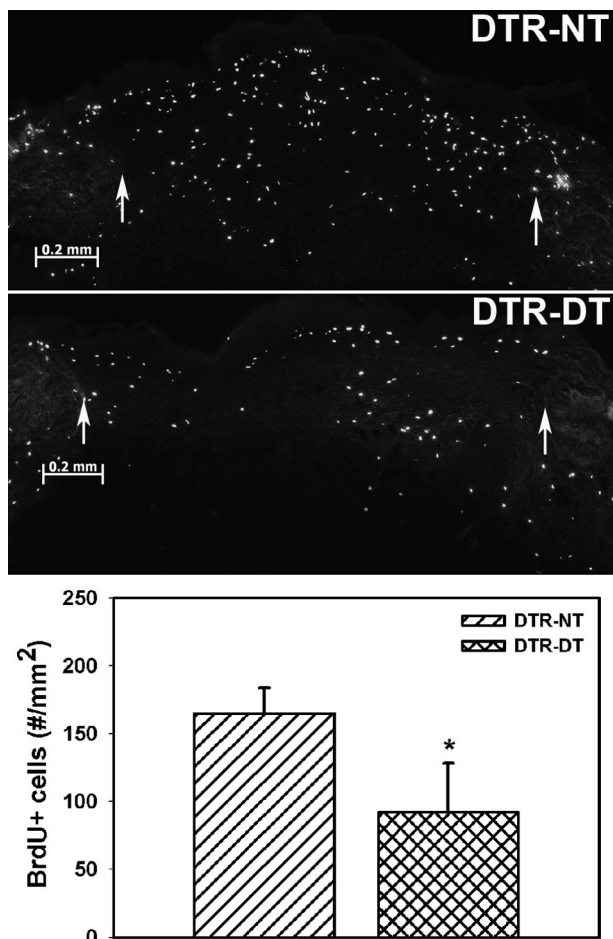 DTR-NT
0.2 mm
DTR-DT
0.2 mm
250
200
150
100
50
0
BrdU+ cells (#/mm²)
DTR-NT
DTR-DT
*